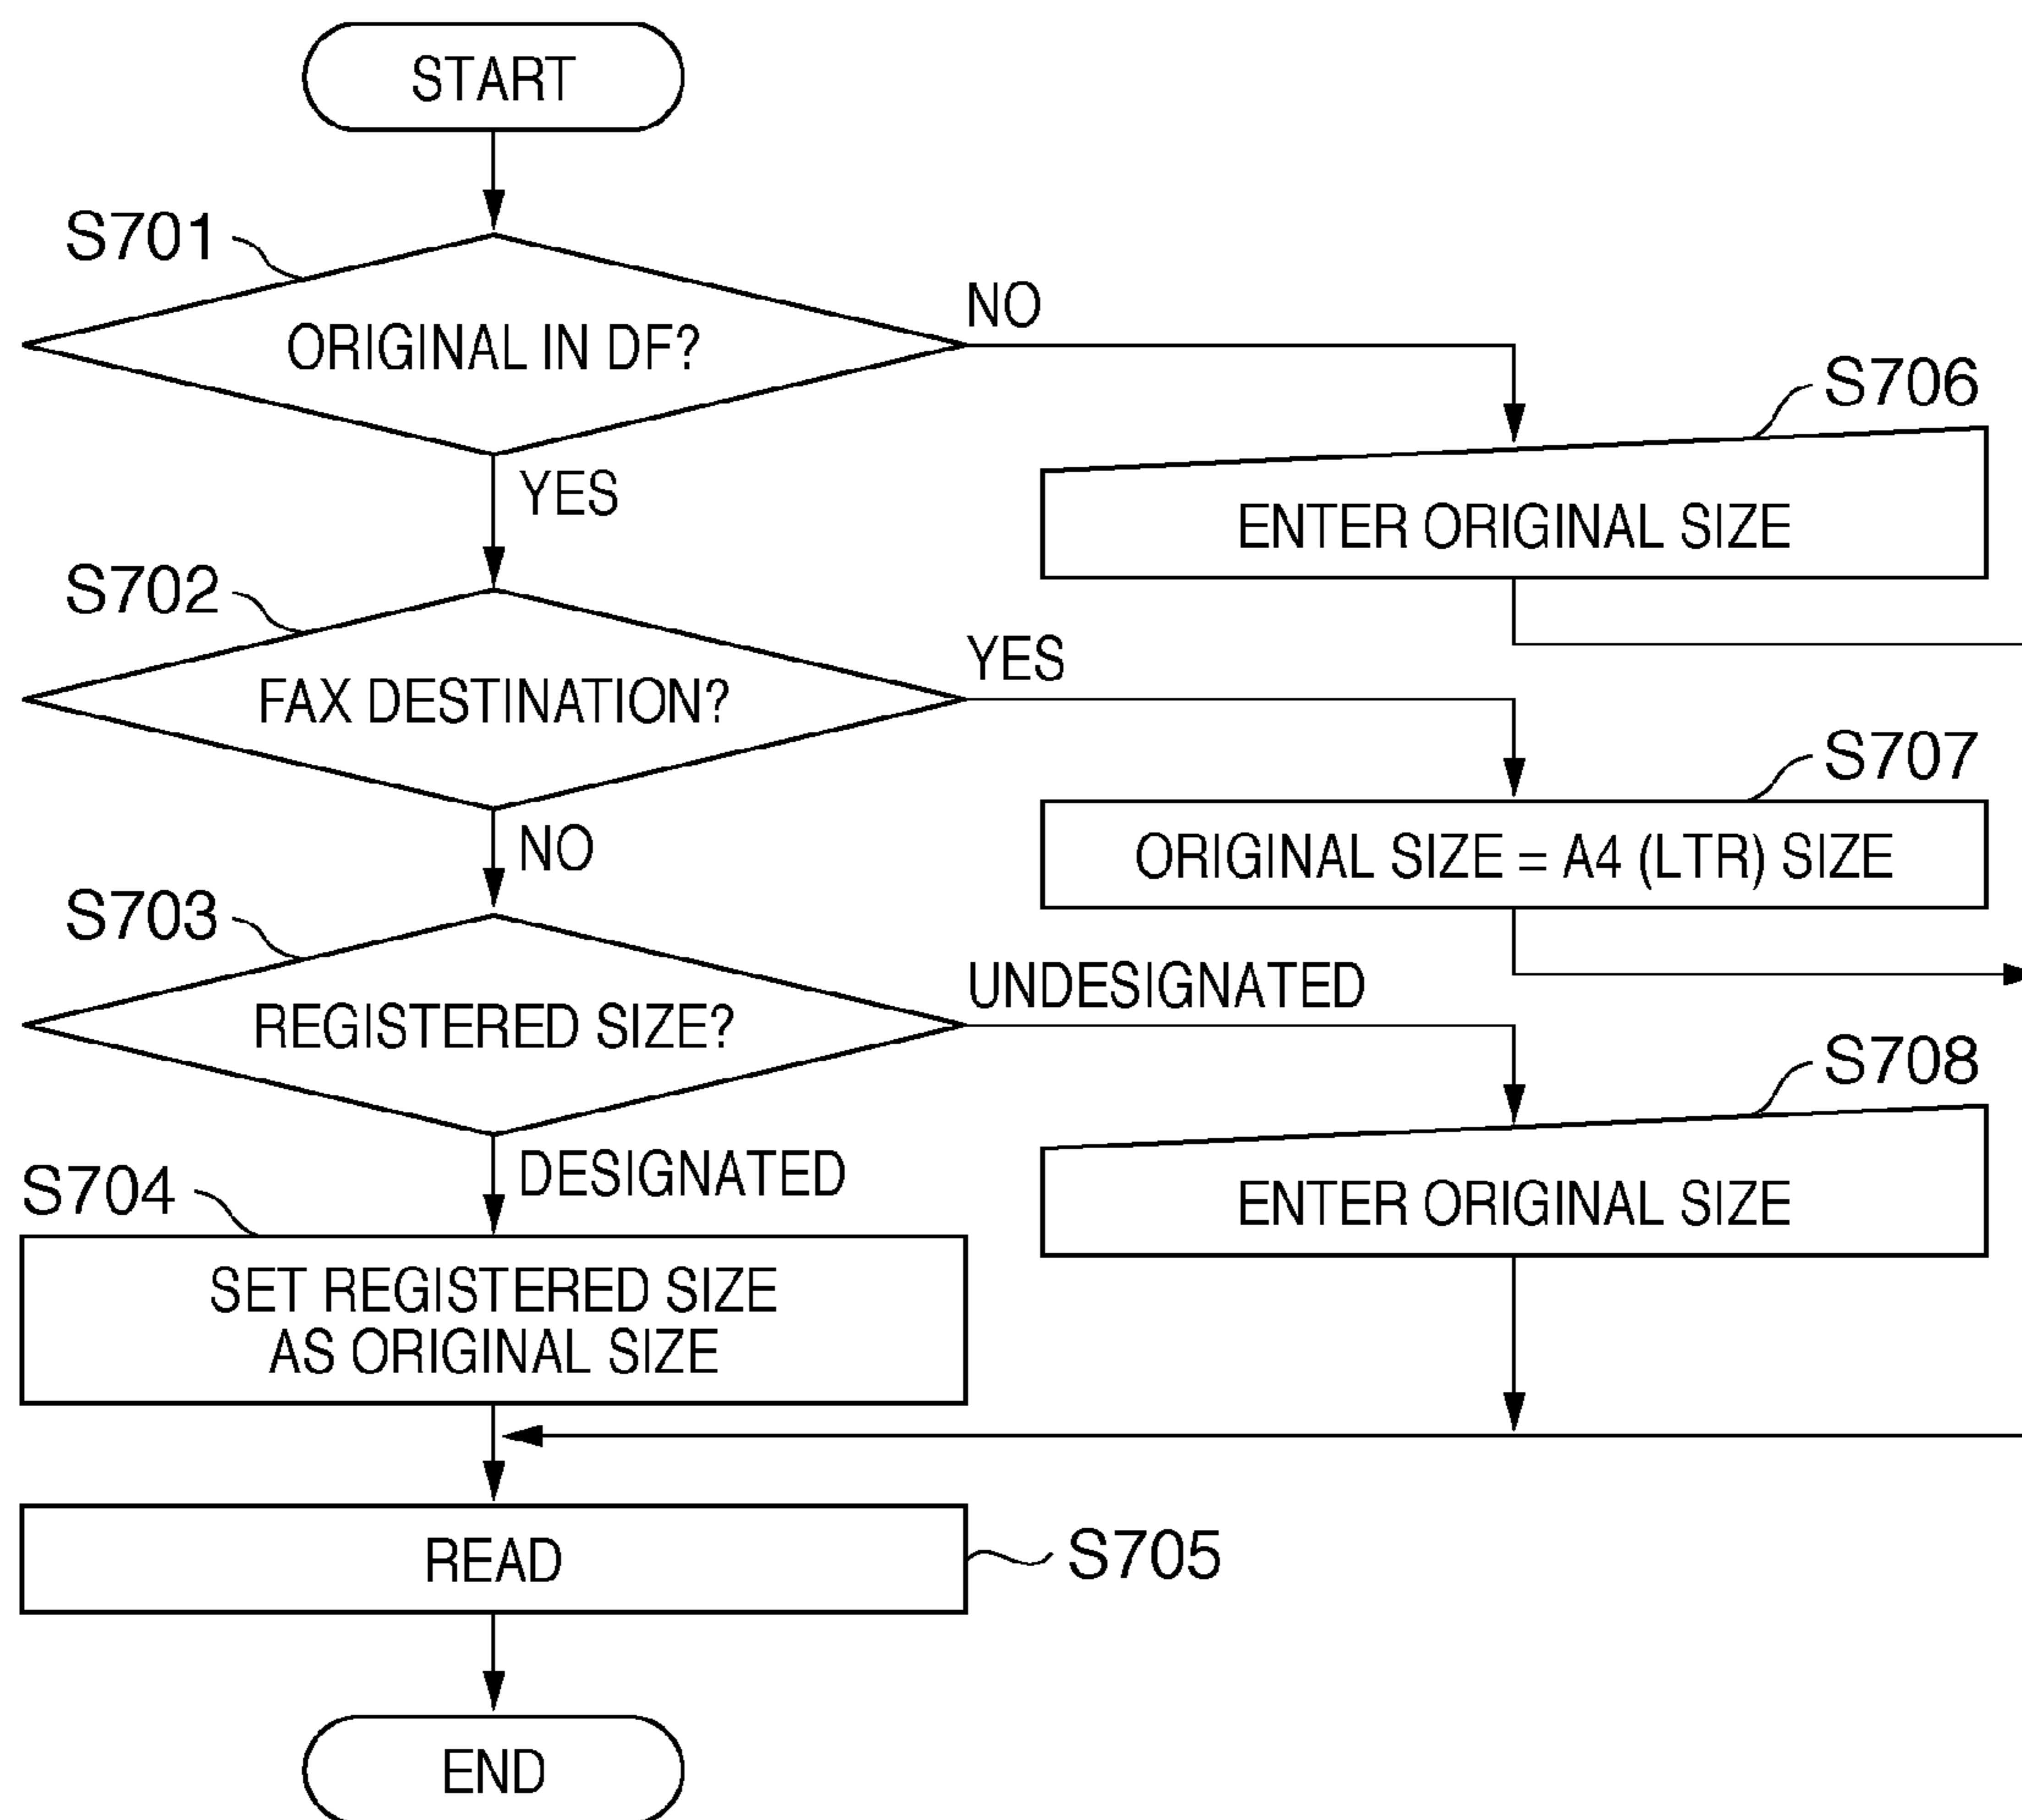 START
S701
ORIGINAL IN DF?
NO
YES
S706
ENTER ORIGINAL SIZE
S702
FAX DESTINATION?
YES
NO
S707
ORIGINAL SIZE = A4 (LTR) SIZE
S703
REGISTERED SIZE?
UNDESIGNATED
DESIGNATED
S708
ENTER ORIGINAL SIZE
S704
SET REGISTERED SIZE
AS ORIGINAL SIZE
READ
S705
END